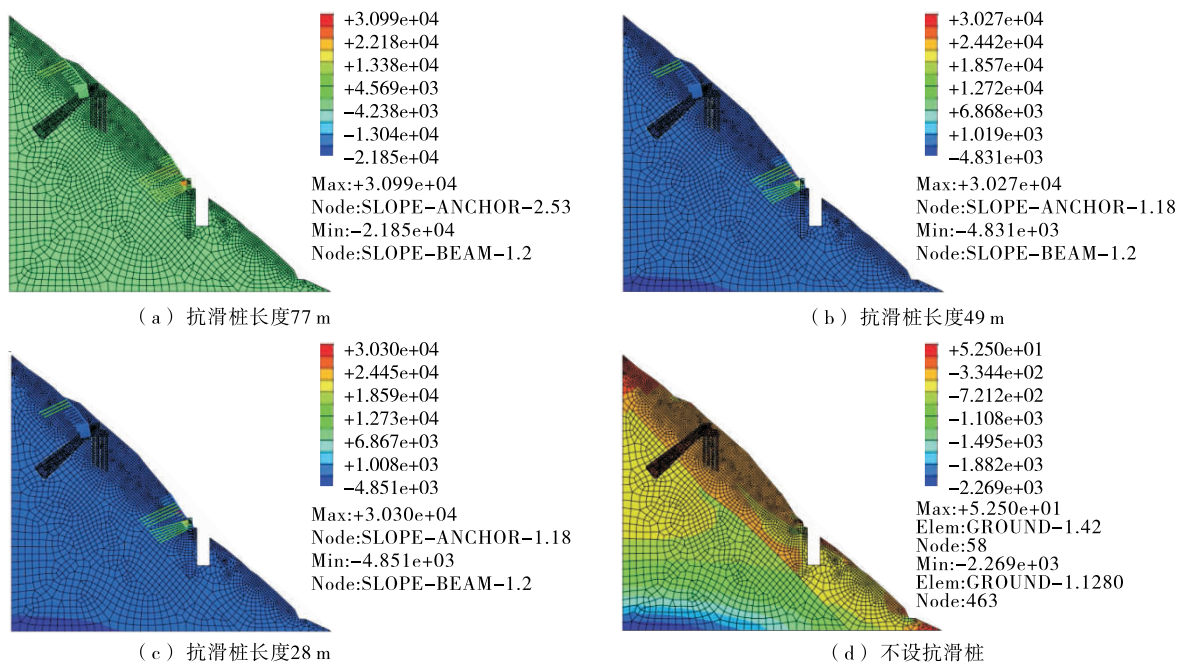 +3.099e+04
+2.218e+04
+1.338e+04
+4.569e+03
−4.238e+03
−1.304e+04
−2.185e+04
Max:+3.099e+04
Node:SLOPE-ANCHOR-2.53
Min:−2.185e+04
Node:SLOPE-BEAM-1.2
（a）抗滑桩长度77 m
+3.027e+04
+2.442e+04
+1.857e+04
+1.272e+04
+6.868e+03
+1.019e+03
−4.831e+03
Max:+3.027e+04
Node:SLOPE-ANCHOR-1.18
Min:−4.831e+03
Node:SLOPE-BEAM-1.2
（b）抗滑桩长度49 m
+3.030e+04
+2.445e+04
+1.859e+04
+1.273e+04
+6.867e+03
+1.008e+03
−4.851e+03
Max:+3.030e+04
Node:SLOPE-ANCHOR-1.18
Min:−4.851e+03
Node:SLOPE-BEAM-1.2
（c）抗滑桩长度28 m
+5.250e+01
−3.344e+02
−7.212e+02
−1.108e+03
−1.495e+03
−1.882e+03
−2.269e+03
Max:+5.250e+01
Elem:GROUND-1.42
Node:58
Min:−2.269e+03
Elem:GROUND-1.1280
Node:463
（d）不设抗滑桩